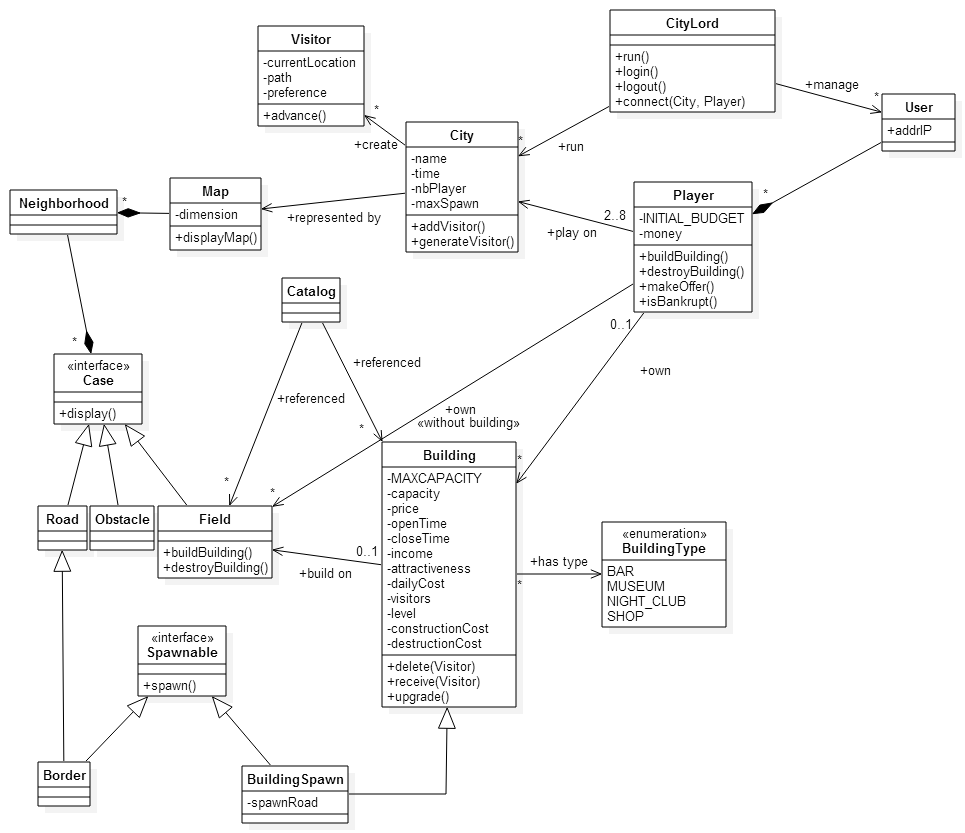 CityLord
+run()
+login()
+logout()
+connect(City, Player)
Visitor
-currentLocation
-path
-preference
+advance()
*
+create
City
-name
-time
-nbPlayer
-maxSpawn
+addVisitor()
+generateVisitor()
*
+run
+manage
*
User
+addrIP
*
Player
-INITIAL_BUDGET
-money
+buildBuilding()
+destroyBuilding()
+makeOffer()
+isBankrupt()
2..8
+play on
+represented by
Map
-dimension
+displayMap()
*
Neighborhood
*
«interface»
Case
+display()
Catalog
+referenced
+referenced
*
*
0..1
+own
*
+own
«without building»
*
Building
-MAXCAPACITY
-capacity
-price
-openTime
-closeTime
-income
-attractiveness
-dailyCost
-visitors
-level
-constructionCost
-destructionCost
+delete(Visitor)
+receive(Visitor)
+upgrade()
Road
Obstacle
Field
+buildBuilding()
+destroyBuilding()
0..1
+build on
+has type
*
«enumeration»
BuildingType
BAR
MUSEUM
NIGHT_CLUB
SHOP
«interface»
Spawnable
+spawn()
Border
BuildingSpawn
-spawnRoad